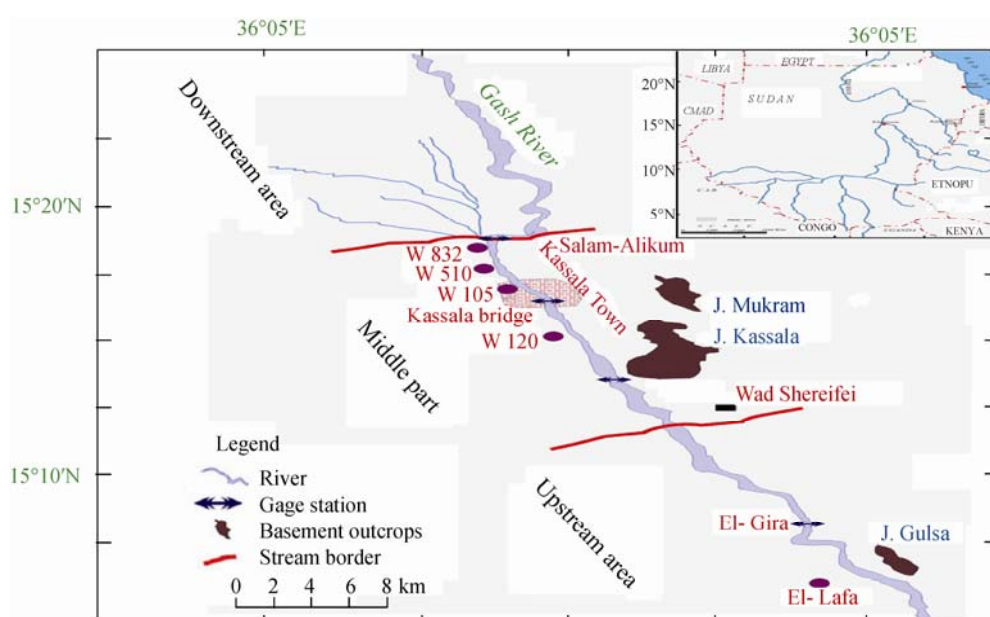 36°05′E
36°05′E
15°20′N
15°10′N
Downstream area
Gash River
Salam-Alikum
W 832
W 510
W 105
Kassala Town
Kassala bridge
W 120
J. Mukram
J. Kassala
Middle part
Wad Shereifei
Upstream area
El- Gira
J. Gulsa
El- Lafa
Legend
River
Gage station
Basement outcrops
Stream border
0 2 4 8 km
20°N
15°N
10°N
5°N
LIBYA
EGYPT
SUDAN
CMAD
ETNOPU
CONGO
KENYA